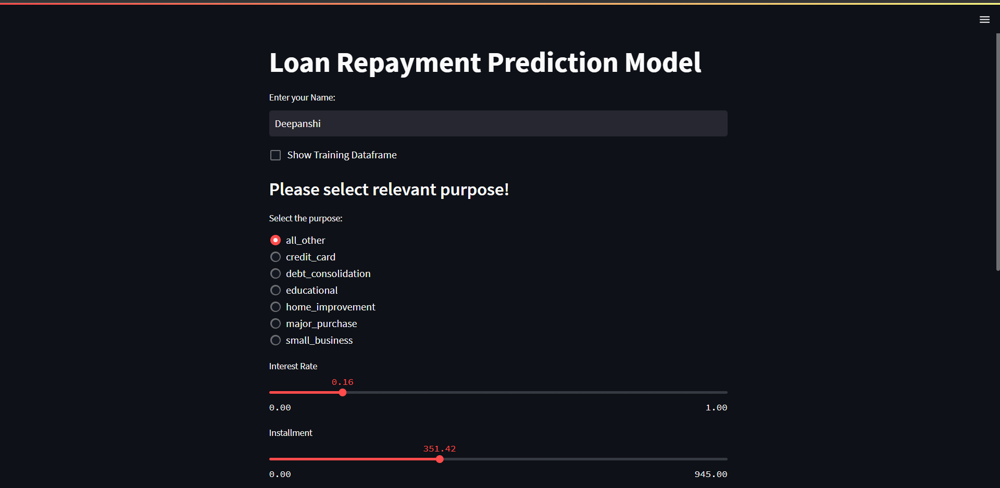 Loan Repayment Prediction Model
Enter your Name:
Deepanshi
Show Training Dataframe
Please select relevant purpose!
Select the purpose:
all_other
credit_card
debt_consolidation
educational
home_improvement
major_purchase
small_business
Interest Rate
0.16
0.00 1.00
Installment
351.42
0.00 945.00